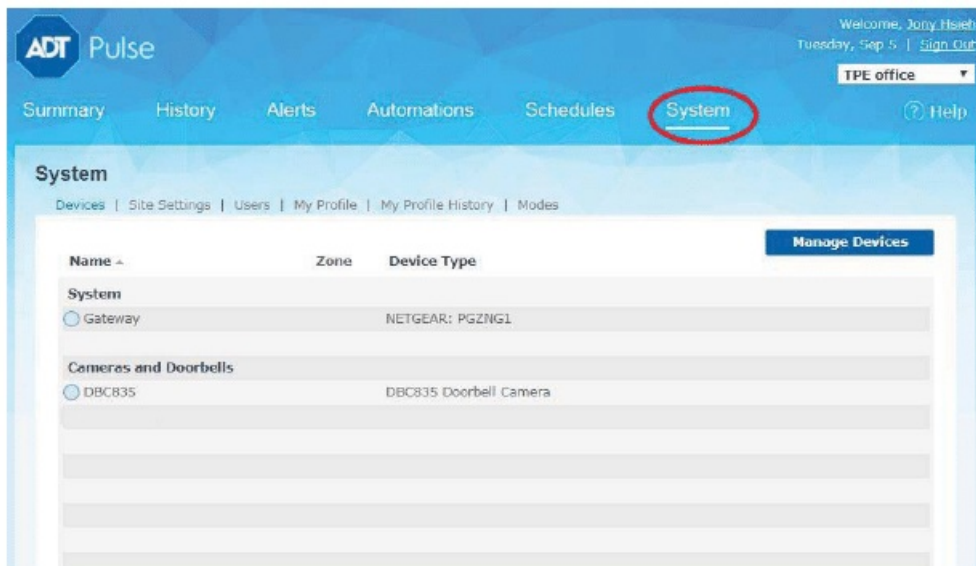 ADT Pulse
Welcome, Jony Hsieh
Tuesday, Sep 5 | Sign Out
TPE office
Summary History Alerts Automations Schedules System ? Help
System
Devices | Site Settings | Users | My Profile | My Profile History | Modes
Manage Devices
Name Zone Device Type
System
Gateway NETGEAR: PGZNG1
Cameras and Doorbells
DBC835 DBC835 Doorbell Camera